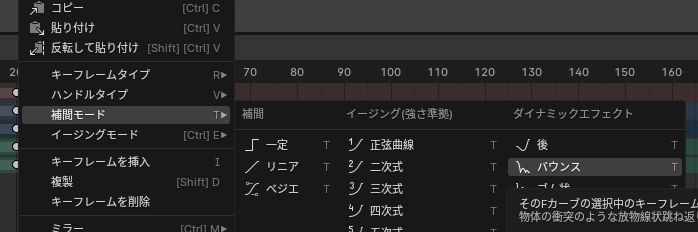 コピー [Ctrl] C
貼り付け [Ctrl] V
反転して貼り付け [Shift] [Ctrl] V
キーフレームタイプ R▶
ハンドルタイプ V▶
補間モード T▶
イージングモード [Ctrl] E▶
キーフレームを挿入 I
複製 [Shift] D
キーフレームを削除
ミラー [Ctrl] M▶
70 80 90 100 110 120 130 140 150 160
補間
一定 T
リニア T
ベジエ T
イージング(強さ準拠)
正弦曲線 T
二次式 T
三次式 T
四次式 T
ダイナミックエフェクト
後 T
バウンス T
そのFカーブの選択中のキーフレーム
物体の衝突のような放物線状跳ね返り